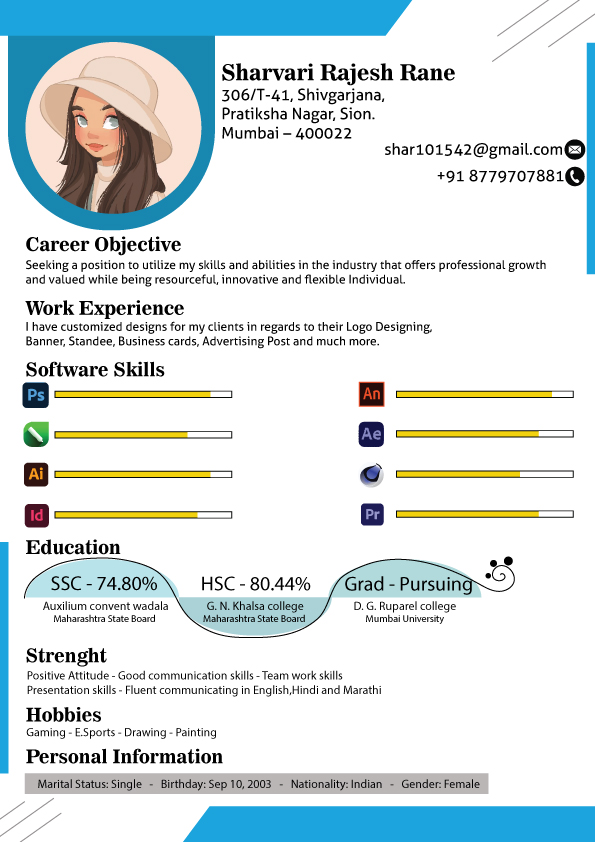 Sharvari Rajesh Rane
306/T-41, Shivgarjana,
Pratiksha Nagar, Sion.
Mumbai – 400022
shar101542@gmail.com
+91 8779707881
Career Objective
Seeking a position to utilize my skills and abilities in the industry that offers professional growth
and valued while being resourceful, innovative and flexible Individual.
Work Experience
I have customized designs for my clients in regards to their Logo Designing,
Banner, Standee, Business cards, Advertising Post and much more.
Software Skills
Ps An
Ae
Ai
Id Pr
Education
SSC - 74.80% HSC - 80.44% Grad - Pursuing
Auxilium convent wadala G. N. Khalsa college D. G. Ruparel college
Maharashtra State Board Maharashtra State Board Mumbai University
Strenght
Positive Attitude - Good communication skills - Team work skills
Presentation skills - Fluent communicating in English,Hindi and Marathi
Hobbies
Gaming - E.Sports - Drawing - Painting
Personal Information
Marital Status: Single - Birthday: Sep 10, 2003 - Nationality: Indian - Gender: Female